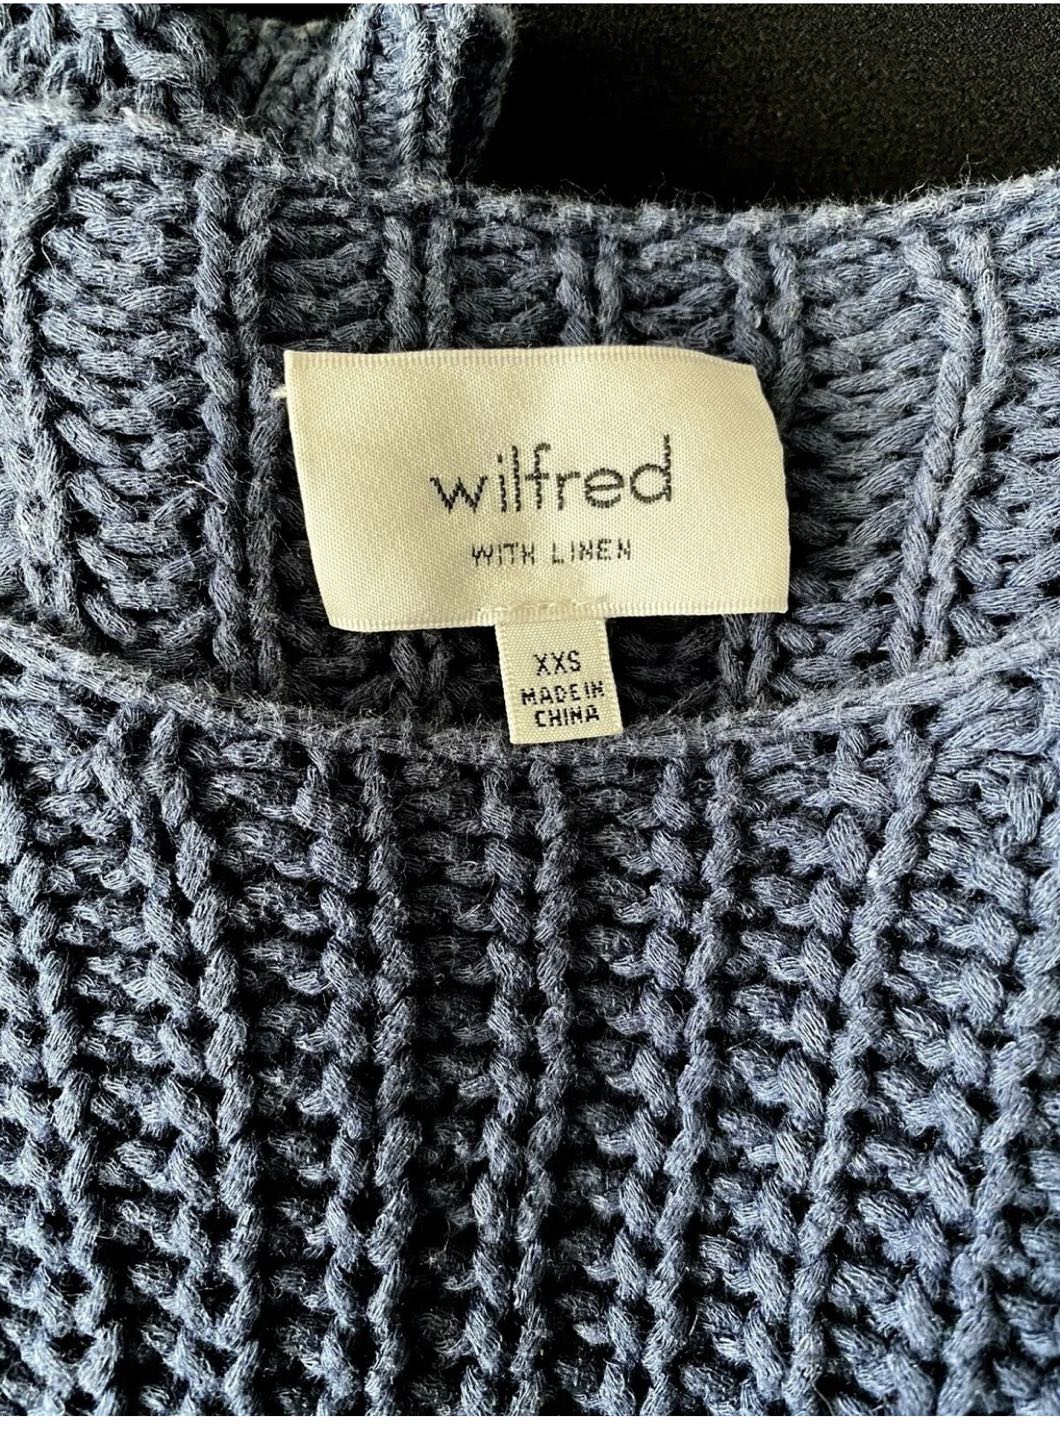 wilfred
WITH LINEN
XXS
MADE IN
CHINA